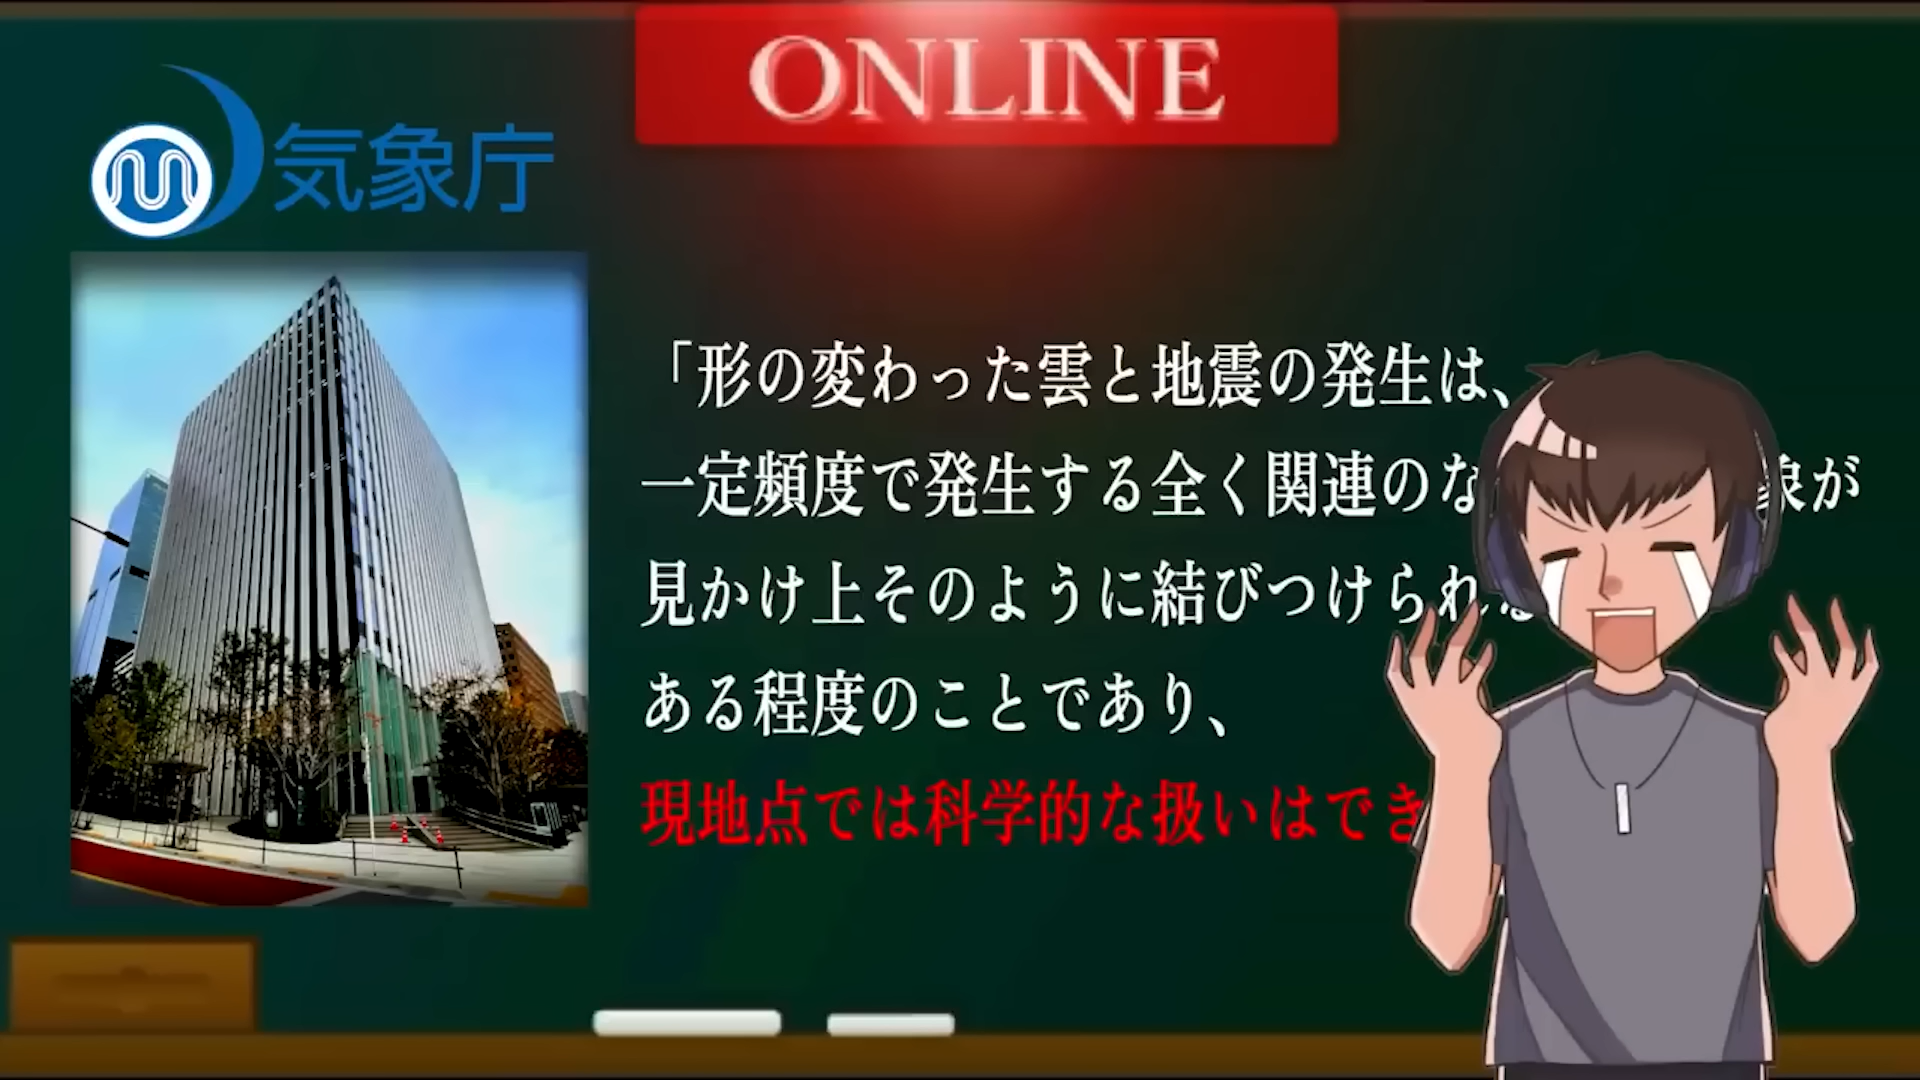 ONLINE
気象庁
「形の変わった雲と地震の発生は、
一定頻度で発生する全く関連のな
象が
見かけ上そのように結びつけられ
ある程度のことであり、
現地点では科学的な扱いはでき